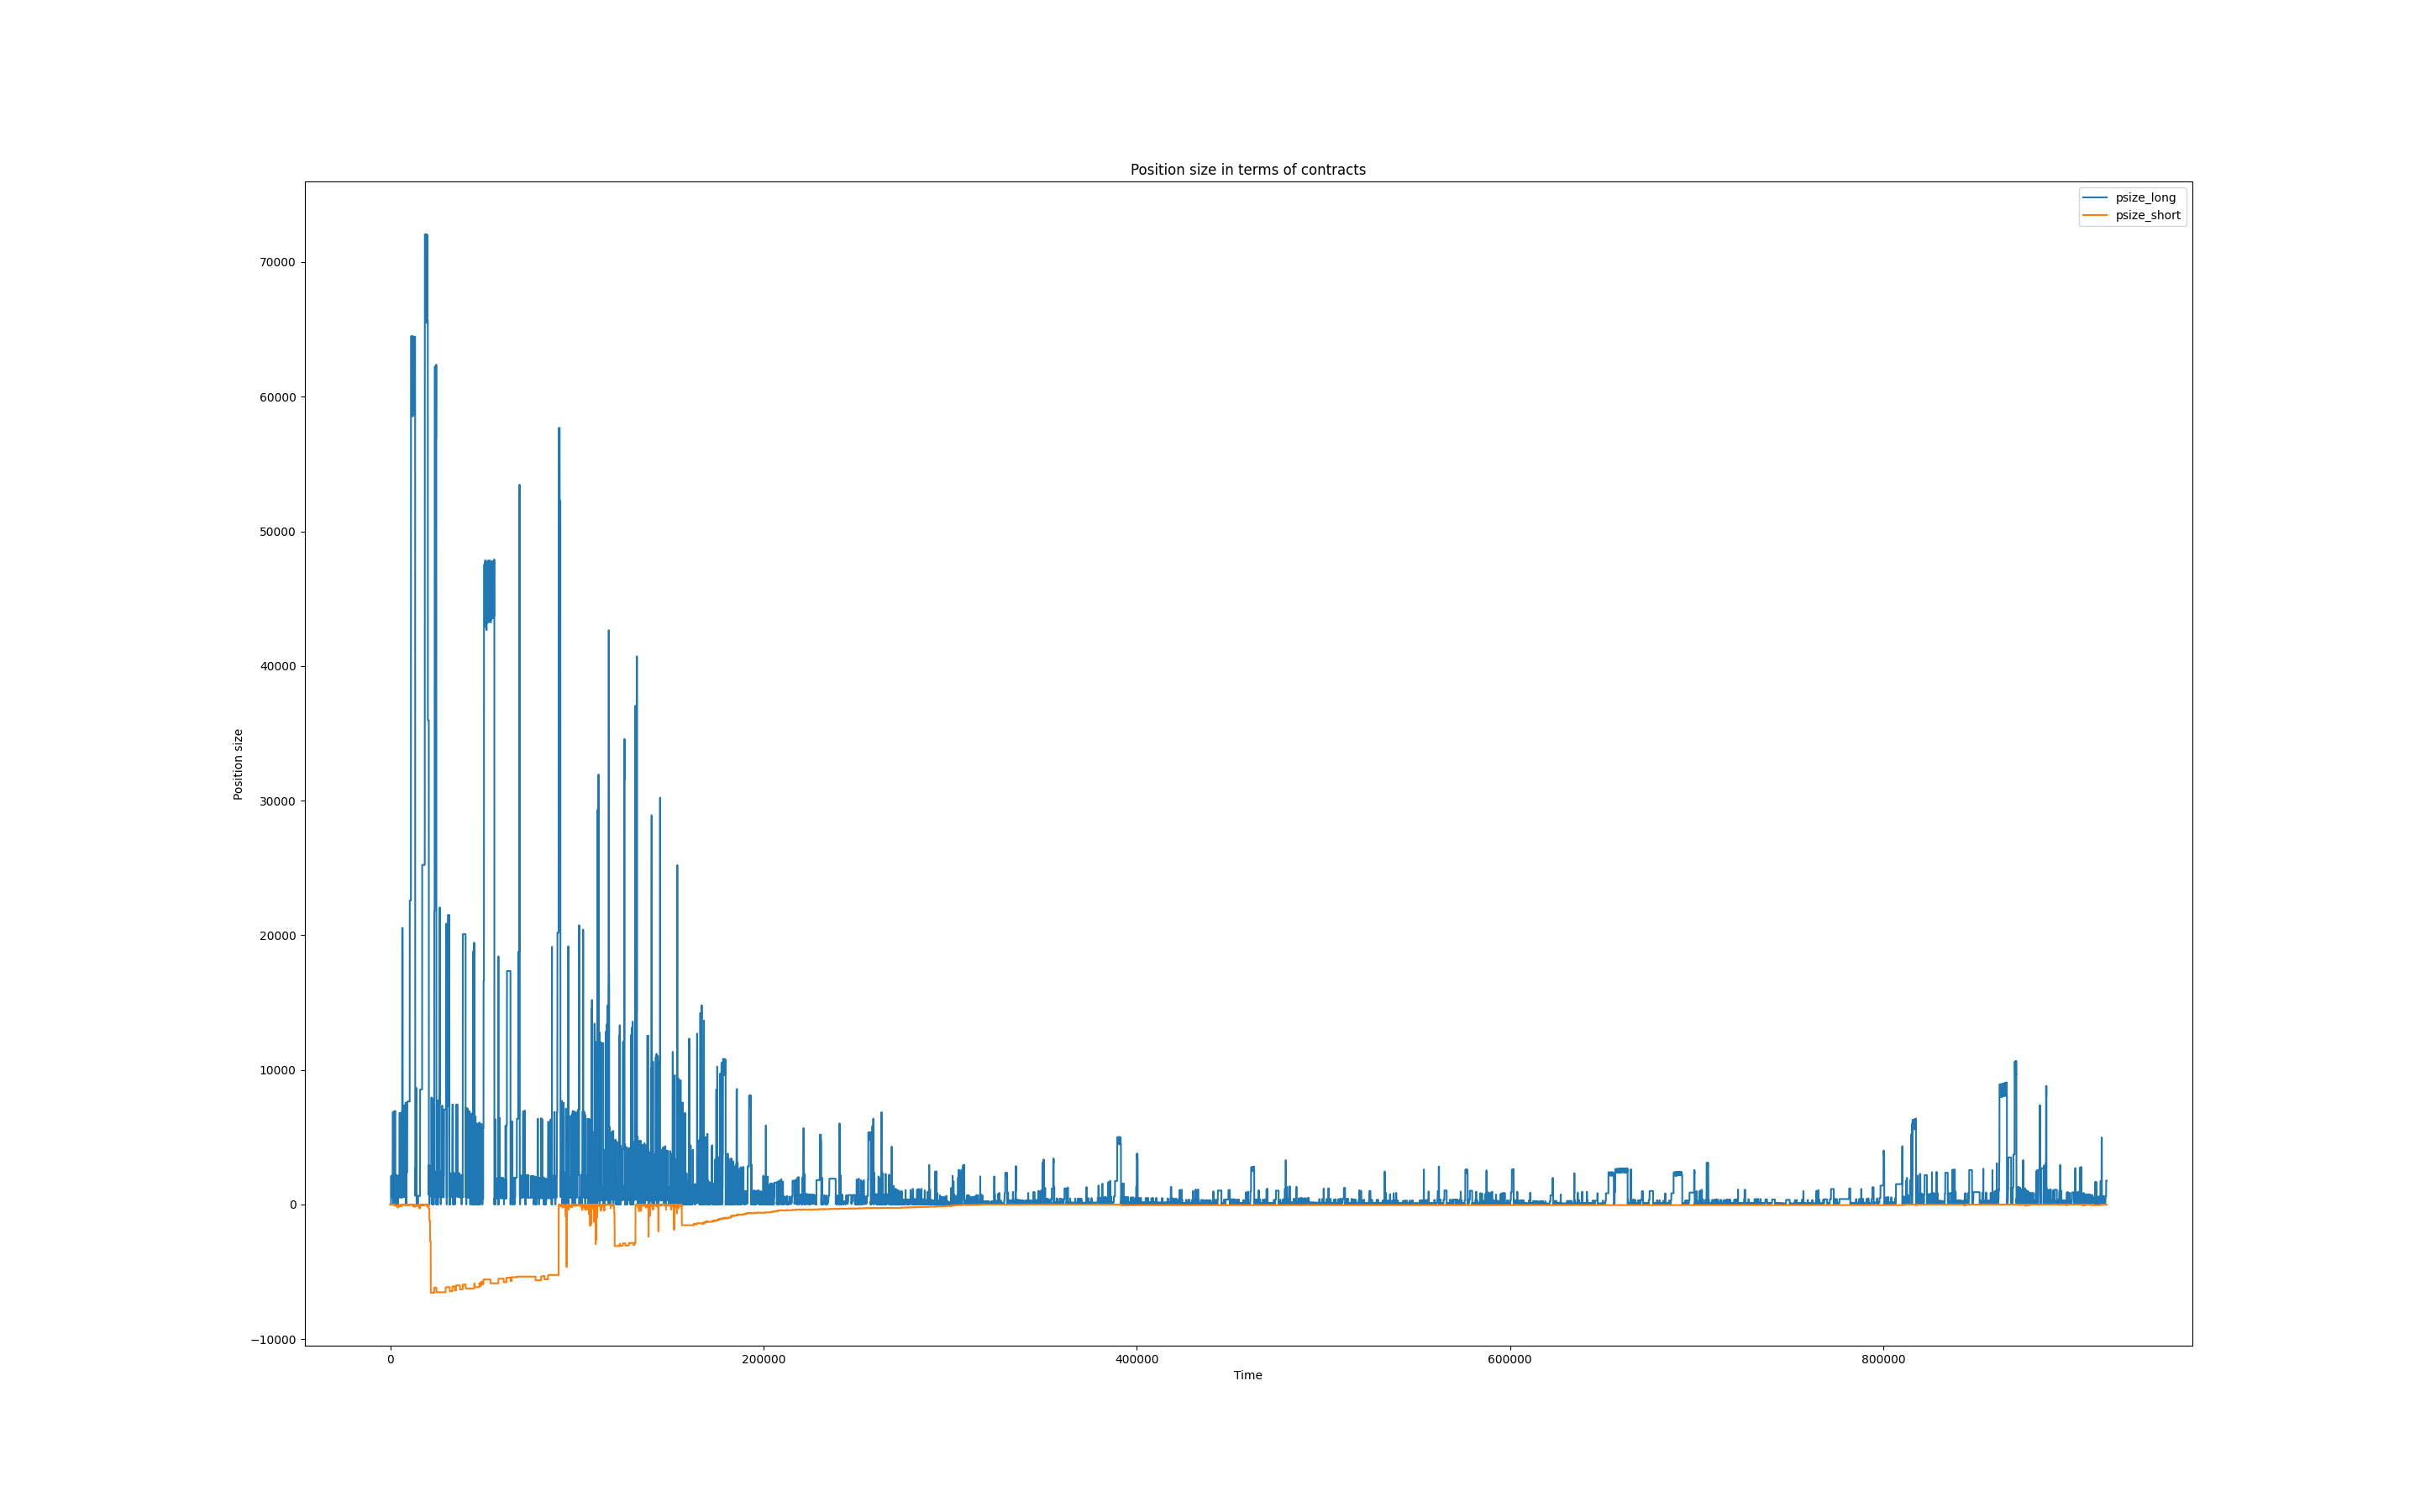 Position size in terms of contracts
psize_long
psize_short
70000
60000
50000
40000
30000
20000
10000
0
−10000
Position size
0
200000
400000
600000
800000
Time